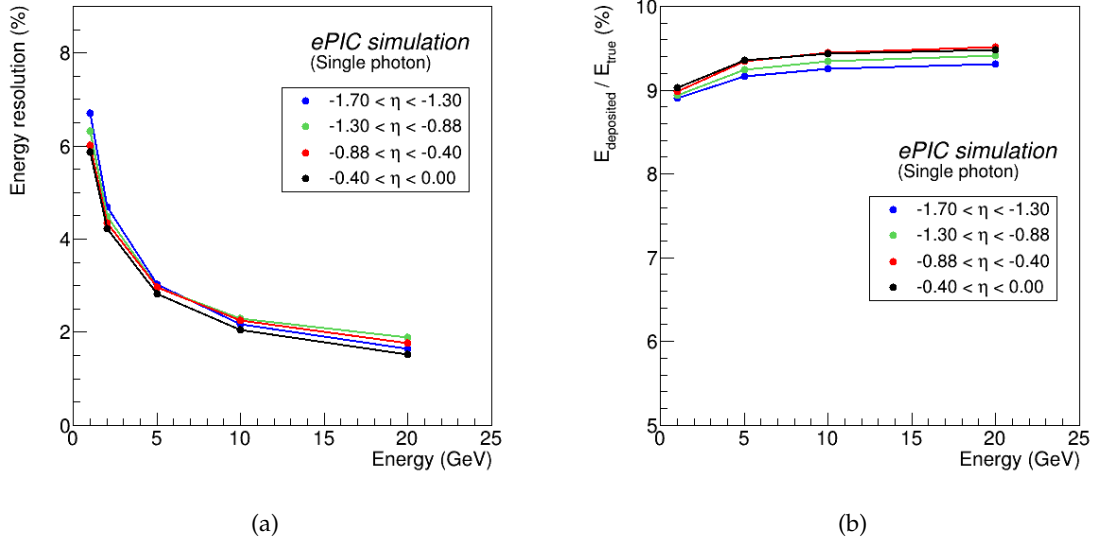 Energy resolution (%)
8
6
4
2
0
0 5 10 15 20 25
Energy (GeV)
ePIC simulation
(Single photon)
-1.70 < η < -1.30
-1.30 < η < -0.88
-0.88 < η < -0.40
-0.40 < η < 0.00
(a)
E_deposited / E_true (%)
10
9
8
7
6
5
0 5 10 15 20 25
Energy (GeV)
ePIC simulation
(Single photon)
-1.70 < η < -1.30
-1.30 < η < -0.88
-0.88 < η < -0.40
-0.40 < η < 0.00
(b)